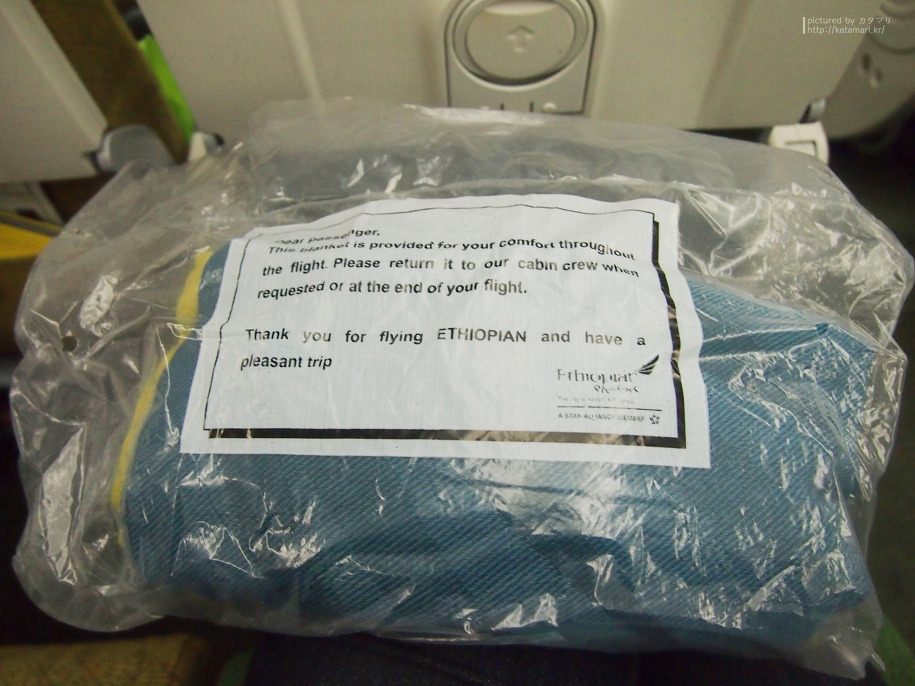 pictured by カタマリ
http://katamari.kr/
Dear passenger,
This blanket is provided for your comfort throughout
the flight. Please return it to our cabin crew when
requested or at the end of your flight.
Thank you for flying ETHIOPIAN and have a
pleasant trip
Ethiopian
A STAR ALLIANCE MEMBER